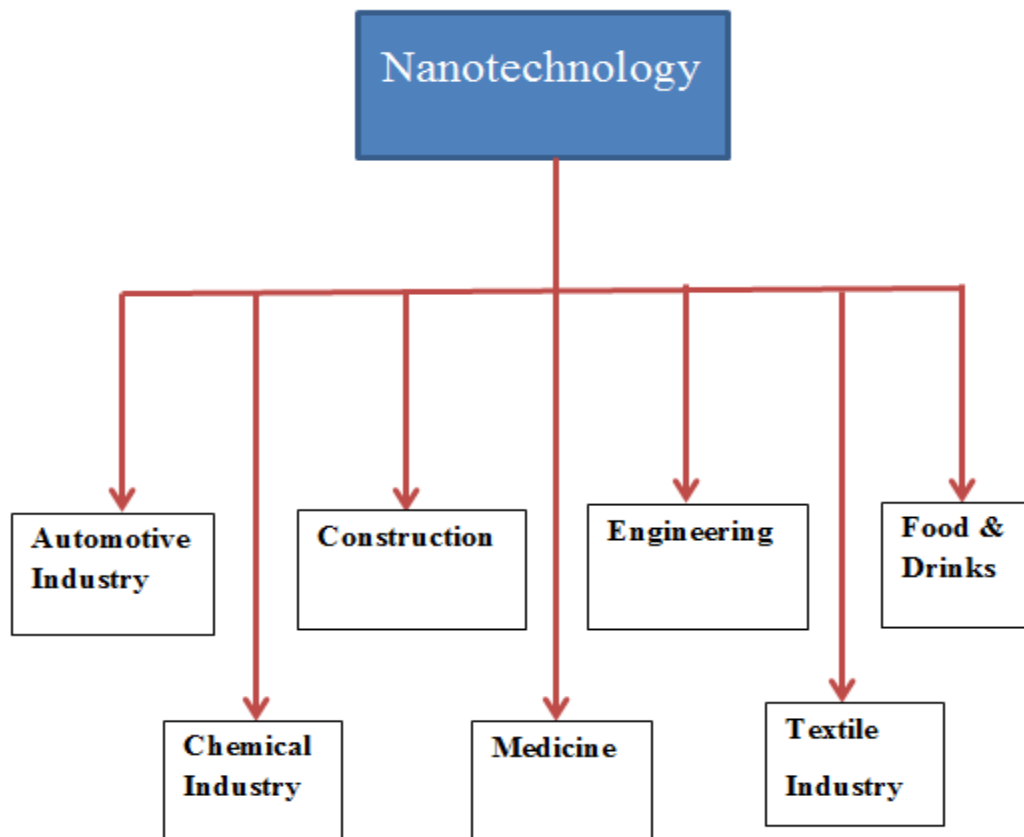 Nanotechnology
Automotive
Industry
Construction
Engineering
Food &
Drinks
Chemical
Industry
Medicine
Textile
Industry